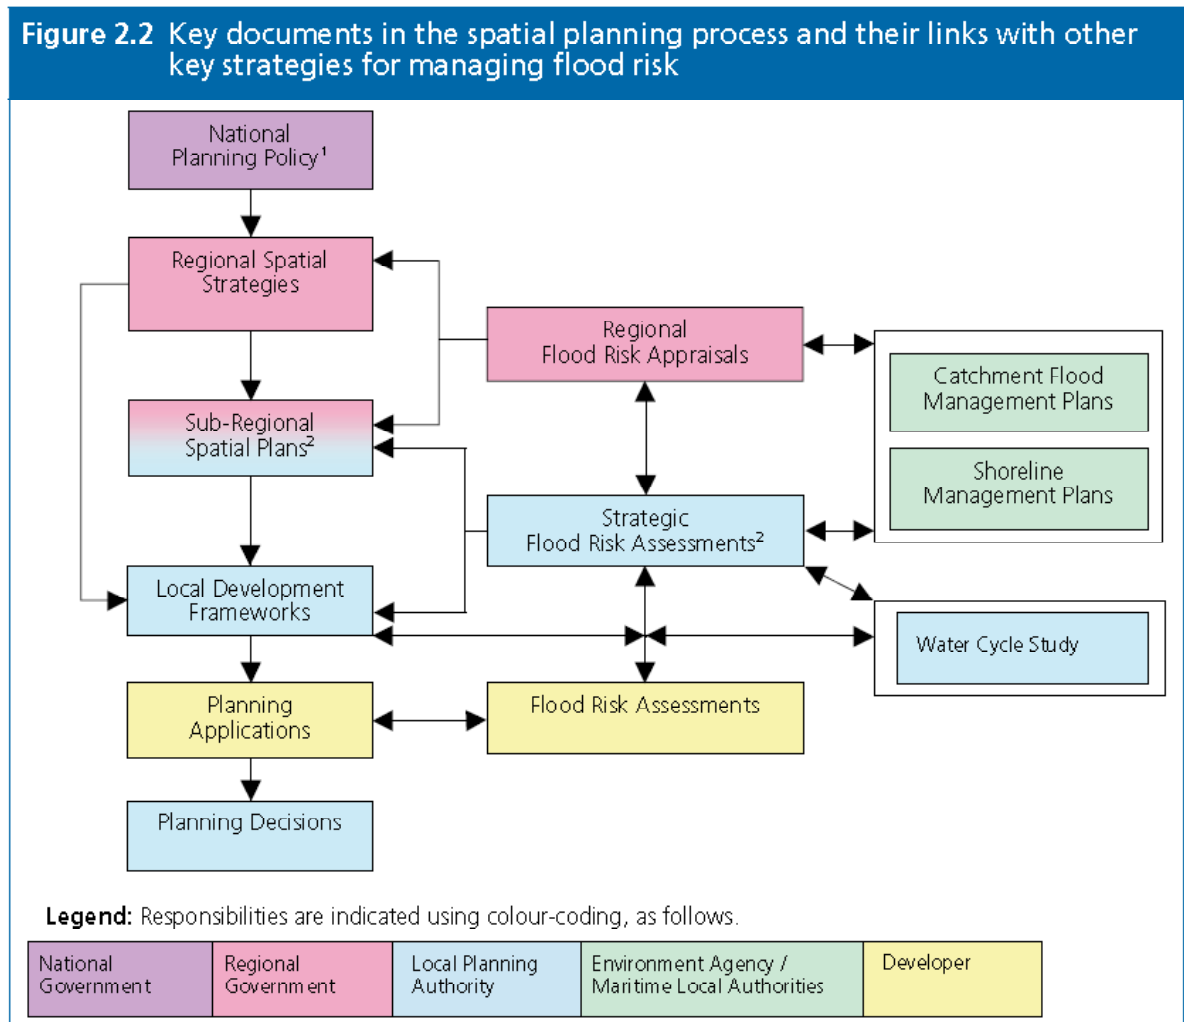 Figure 2.2 Key documents in the spatial planning process and their links with other
key strategies for managing flood risk
National
Planning Policy¹
Regional Spatial
Strategies
Regional
Flood Risk Appraisals
Catchment Flood
Management Plans
Sub-Regional
Spatial Plans²
Shoreline
Management Plans
Strategic
Flood Risk Assessments²
Local Development
Frameworks
Water Cycle Study
Planning
Applications
Flood Risk Assessments
Planning Decisions
Legend: Responsibilities are indicated using colour-coding, as follows.
National
Government
Regional
Government
Local Planning
Authority
Environment Agency /
Maritime Local Authorities
Developer